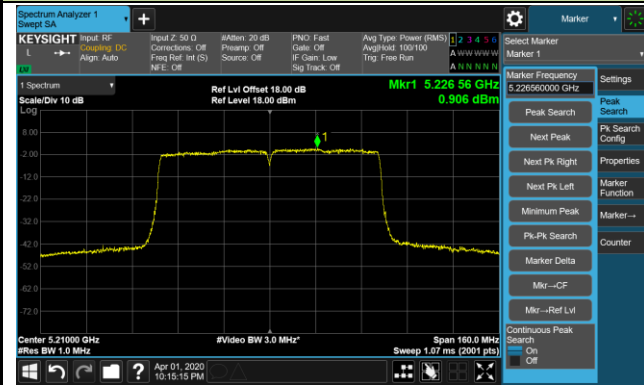 Spectrum Analyzer 1
Swept SA
Marker
KEYSIGHT
L
Input: RF
Coupling: DC
Align: Auto
Input Z: 50 Ω
Corrections: Off
Freq Ref: Int (S)
NFE: Off
#Atten: 20 dB
Preamp: Off
Source: Off
PNO: Fast
Gate: Off
IF Gain: Low
Sig Track: Off
Avg Type: Power (RMS)
Avg|Hold: 100/100
Trig: Free Run
1 2 3 4 5 6
A W W W W W
A N N N N N
Select Marker
Marker 1
1 Spectrum
Scale/Div 10 dB
Log
Ref Lvl Offset 18.00 dB
Ref Level 18.00 dBm
Mkr1 5.226 56 GHz
0.906 dBm
Marker Frequency
5.226560000 GHz
Peak Search
Next Peak
Next Pk Right
Next Pk Left
Minimum Peak
Pk-Pk Search
Marker Delta
Mkr→CF
Mkr→Ref Lvl
Continuous Peak
Search
On
Off
Settings
Peak
Search
Pk Search
Config
Properties
Marker
Function
Marker→
Counter
8.00
-2.00
-12.0
-22.0
-32.0
-42.0
-52.0
-62.0
-72.0
1
Center 5.21000 GHz
#Res BW 1.0 MHz
#Video BW 3.0 MHz*
Span 160.0 MHz
Sweep 1.07 ms (2001 pts)
?
Apr 01, 2020
10:15:15 PM